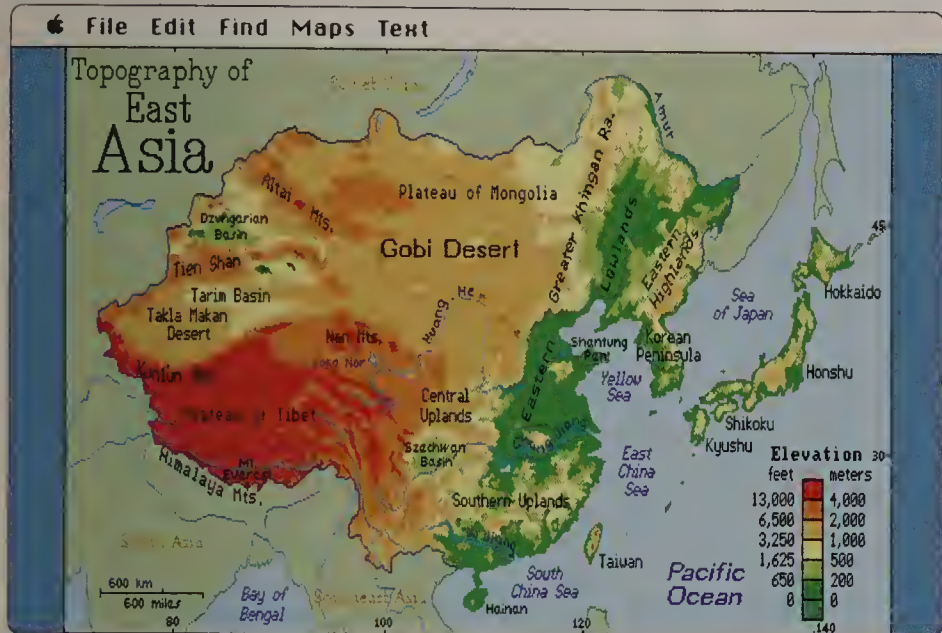 File Edit Find Maps Text
Topography of
East
Asia
Amur
Altai Mts.
Plateau of Mongolia
Greater Khingan Ra.
Dzungarian
Basin
Lowlands
Eastern
Highlands
45
Gobi Desert
Tien Shan
Tarim Basin
Takla Makan
Desert
Huang He
Sea
of Japan
Hokkaido
Nan Mts.
Shantung
Pen
Korean
Peninsula
Koko Nor
Yellow
Sea
Honshu
Kunlun
Eastern
Central
Uplands
Plateau of Tibet
Shikoku
Kyushu
Szechwan
Basin
East
China
Sea
Mt.
Everest
Himalaya Mts.
Southern Uplands
Elevation
30
feet meters
13,000 4,000
6,500 2,000
3,250 1,000
1,625 500
650 200
0 0
Taiwan
Asia
600 km
600 miles
Bay of
Bengal
Southeast Asia
Hainan
South
China Sea
Pacific
Ocean
80 100 120 140